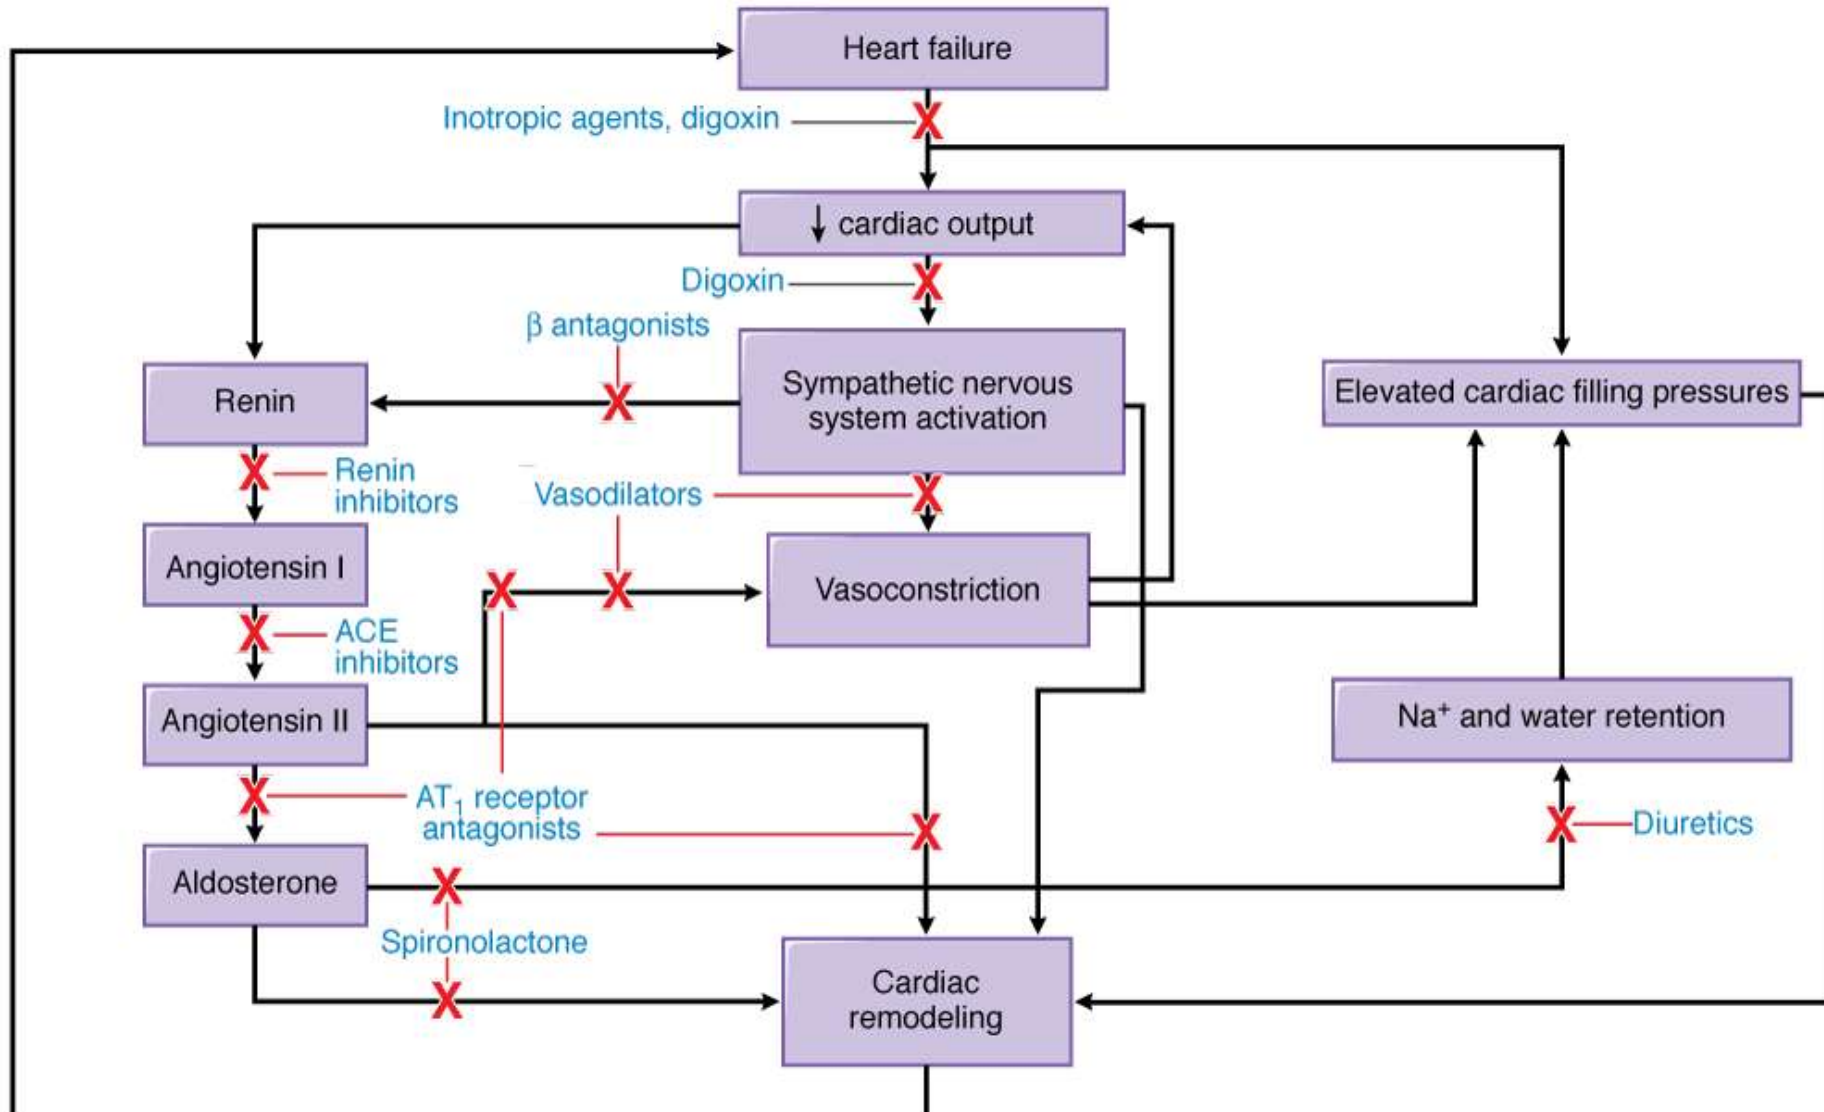 Heart failure
Inotropic agents, digoxin
↓ cardiac output
Digoxin
β antagonists
Renin
Sympathetic nervous
system activation
Elevated cardiac filling pressures
Renin
inhibitors
Vasodilators
Angiotensin I
Vasoconstriction
ACE
inhibitors
Angiotensin II
Na⁺ and water retention
AT₁ receptor
antagonists
Diuretics
Aldosterone
Spironolactone
Cardiac
remodeling